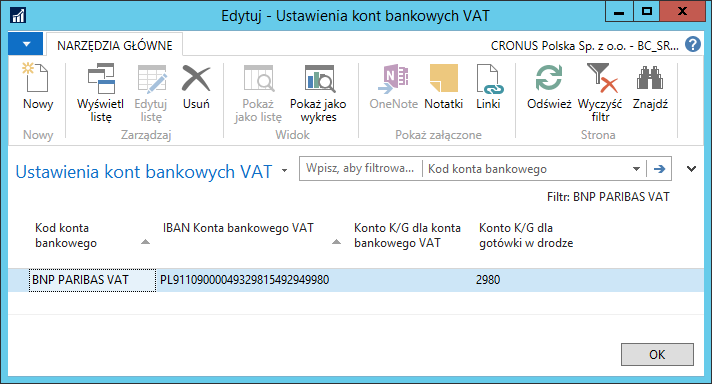 Edytuj - Ustawienia kont bankowych VAT
NARZĘDZIA GŁÓWNE
CRONUS Polska Sp. z o.o. - BC_SR...
Nowy
Wyświetl listę
Edytuj listę
Usuń
Pokaż jako listę
Pokaż jako wykres
OneNote
Notatki
Linki
Odśwież
Wyczyść filtr
Znajdź
Nowy
Zarządzaj
Widok
Pokaż załączone
Strona
Ustawienia kont bankowych VAT
Wpisz, aby filtrowa...
Kod konta bankowego
Filtr: BNP PARIBAS VAT
Kod konta bankowego
IBAN Konta bankowego VAT
Konto K/G dla konta bankowego VAT
Konto K/G dla gotówki w drodze
BNP PARIBAS VAT
PL91109000049329815492949980
2980
OK